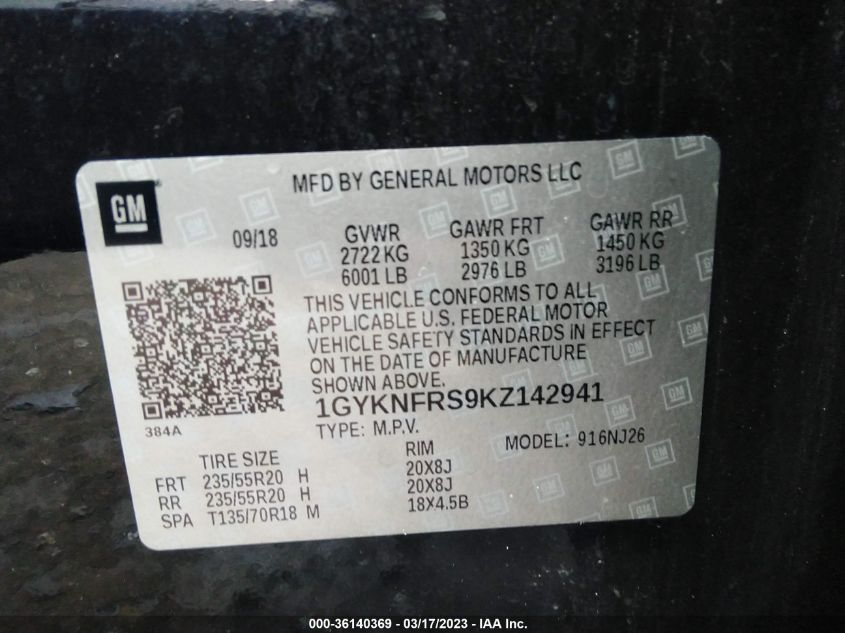 MFD BY GENERAL MOTORS LLC
GM
09/18 GVWR GAWR FRT GAWR RR
2722 KG 1350 KG 1450 KG
6001 LB 2976 LB 3196 LB
THIS VEHICLE CONFORMS TO ALL
APPLICABLE U.S. FEDERAL MOTOR
VEHICLE SAFETY STANDARDS IN EFFECT
ON THE DATE OF MANUFACTURE
SHOWN ABOVE.
1GYKNFRS9KZ142941
384A
TYPE: M.P.V. MODEL: 916NJ26
TIRE SIZE RIM
FRT 235/55R20 H 20X8J
RR 235/55R20 H 20X8J
SPA T135/70R18 M 18X4.5B
000-36140369 - 03/17/2023 - IAA Inc.